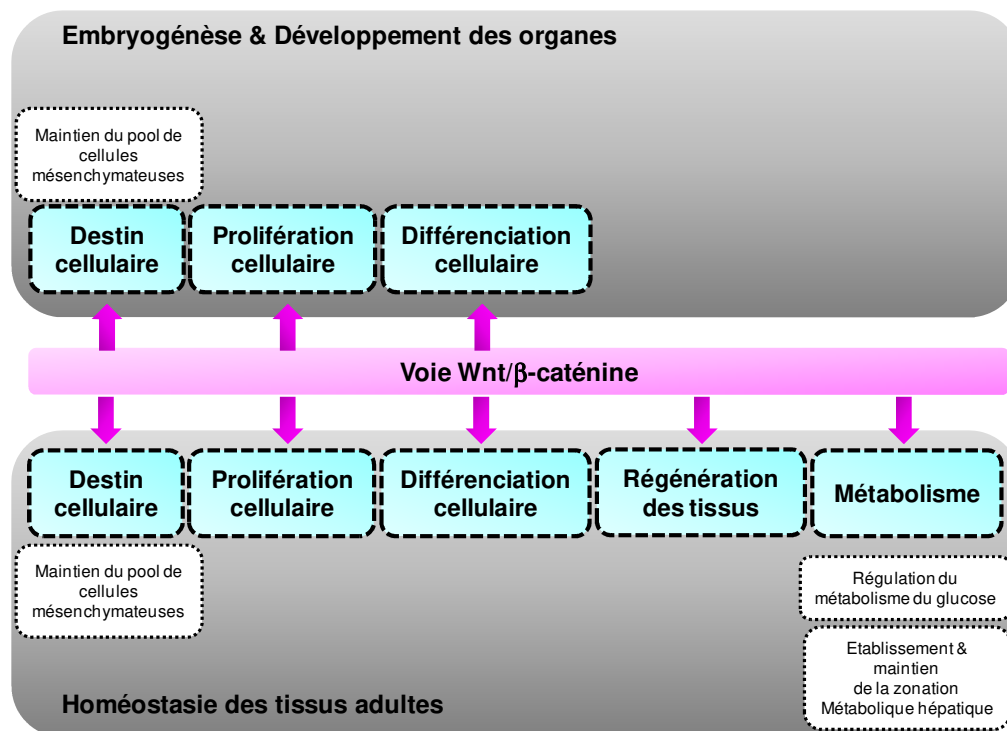 Embryogénèse & Développement des organes
Maintien du pool de
cellules
mésenchymateuses
Destin
cellulaire
Prolifération
cellulaire
Différenciation
cellulaire
Voie Wnt/β-caténine
Destin
cellulaire
Prolifération
cellulaire
Différenciation
cellulaire
Régénération
des tissus
Métabolisme
Maintien du pool de
cellules
mésenchymateuses
Régulation du
métabolisme du glucose
Etablissement &
maintien
de la zonation
Métabolique hépatique
Homéostasie des tissus adultes